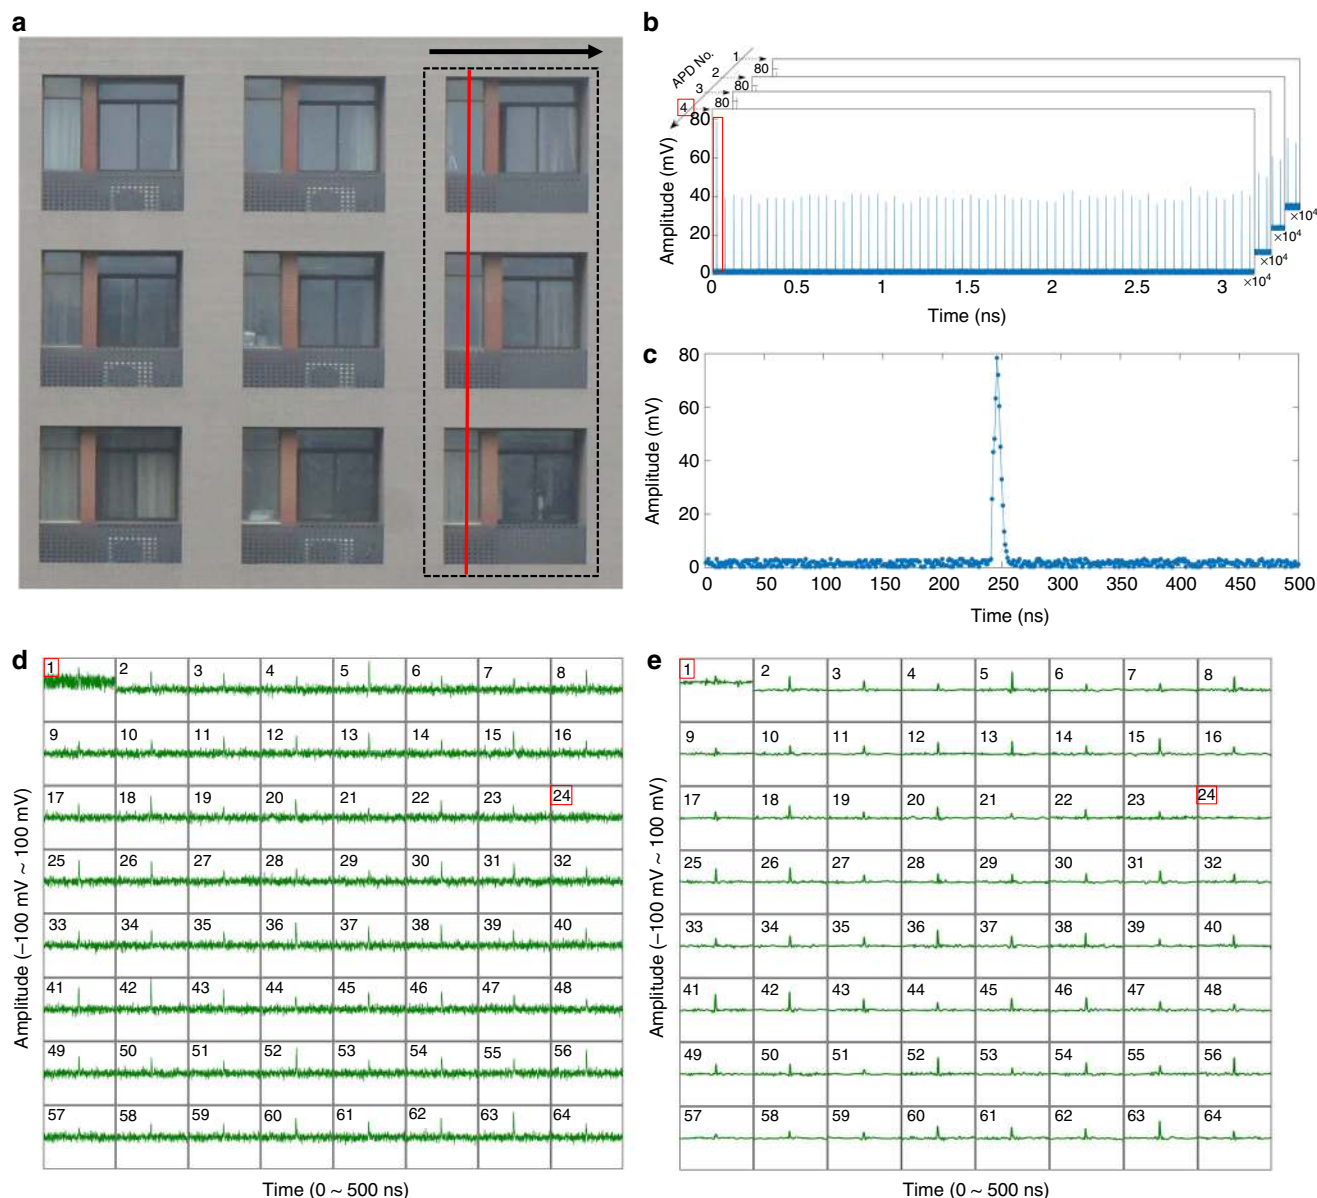 a
b
APD No.
1
2
3
4
80
80
80
80
60
40
20
0
Amplitude (mV)
0 0.5 1 1.5 2 2.5 3
×10⁴
×10⁴
×10⁴
×10⁴
Time (ns)
c
80
60
40
20
0
Amplitude (mV)
0 50 100 150 200 250 300 350 400 450 500
Time (ns)
d
1 2 3 4 5 6 7 8
9 10 11 12 13 14 15 16
17 18 19 20 21 22 23 24
25 26 27 28 29 30 31 32
33 34 35 36 37 38 39 40
41 42 43 44 45 46 47 48
49 50 51 52 53 54 55 56
57 58 59 60 61 62 63 64
Amplitude (−100 mV ~ 100 mV)
Time (0 ~ 500 ns)
e
1 2 3 4 5 6 7 8
9 10 11 12 13 14 15 16
17 18 19 20 21 22 23 24
25 26 27 28 29 30 31 32
33 34 35 36 37 38 39 40
41 42 43 44 45 46 47 48
49 50 51 52 53 54 55 56
57 58 59 60 61 62 63 64
Amplitude (−100 mV ~ 100 mV)
Time (0 ~ 500 ns)